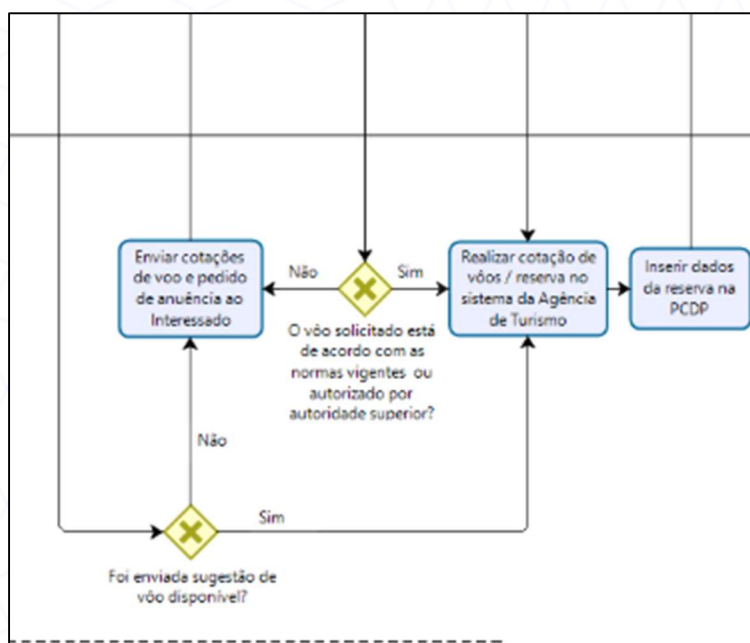 Enviar cotações
de voo e pedido
de anuência ao
Interessado
Não
Sim
O vôo solicitado está
de acordo com as
normas vigentes ou
autorizado por
autoridade superior?
Realizar cotação de
vôos / reserva no
sistema da Agência
de Turismo
Inserir dados
da reserva na
PCDP
Não
Sim
Foi enviada sugestão de
vôo disponível?